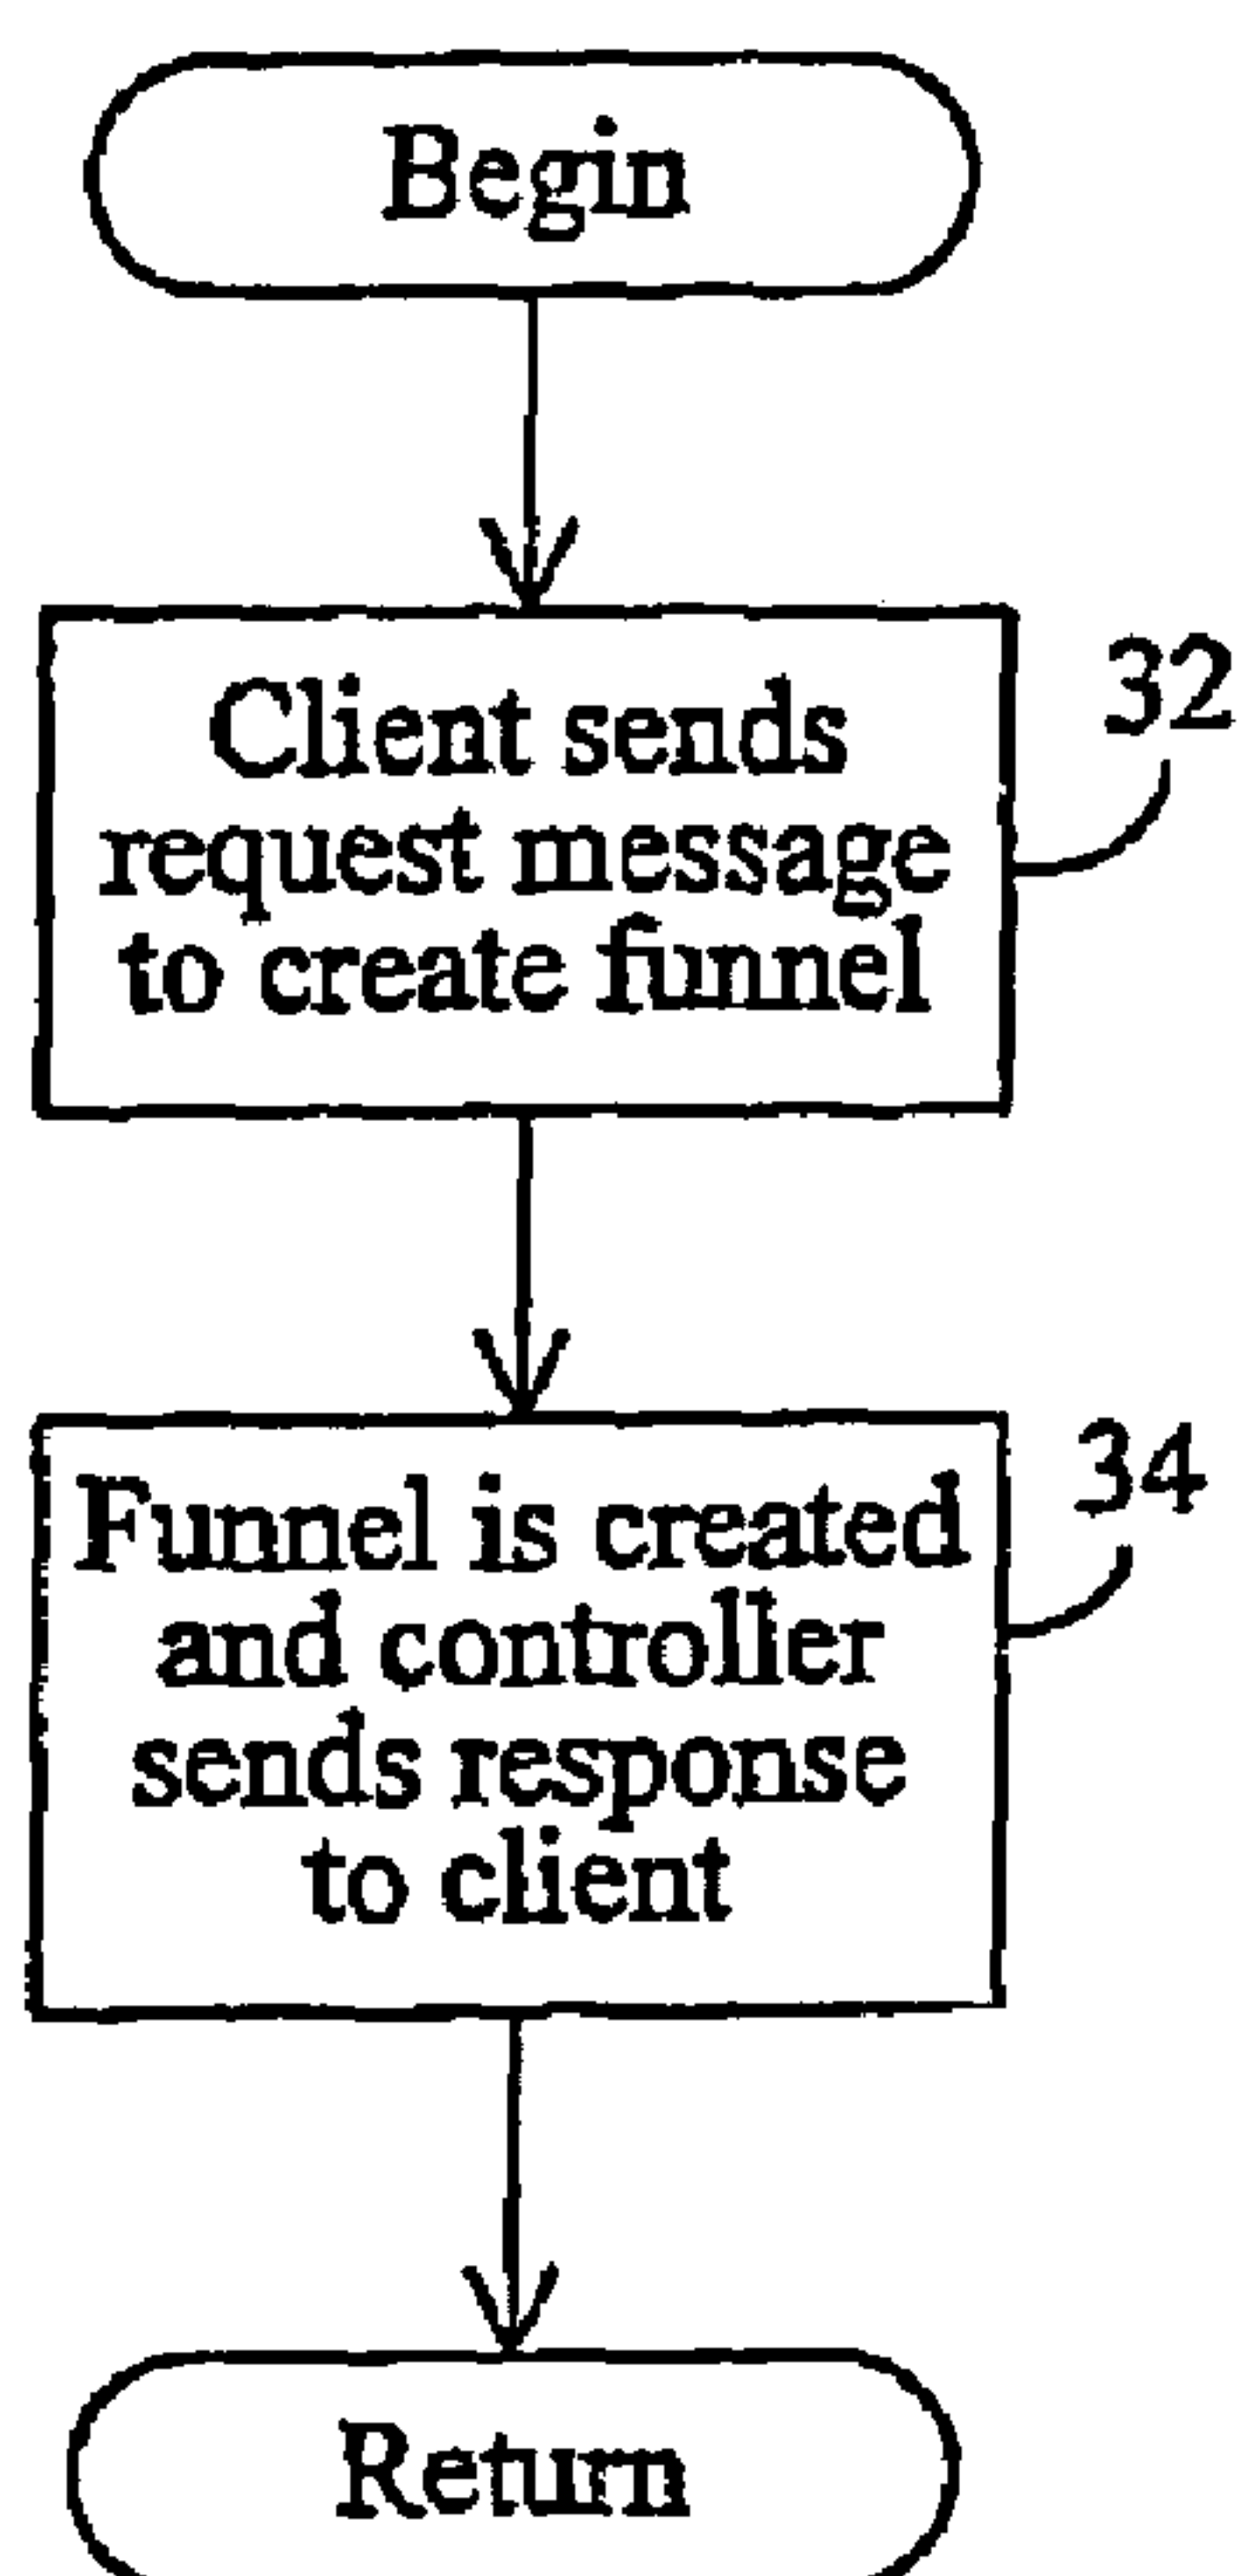 Begin
32
Client sends
request message
to create funnel
34
Funnel is created
and controller
sends response
to client
Return